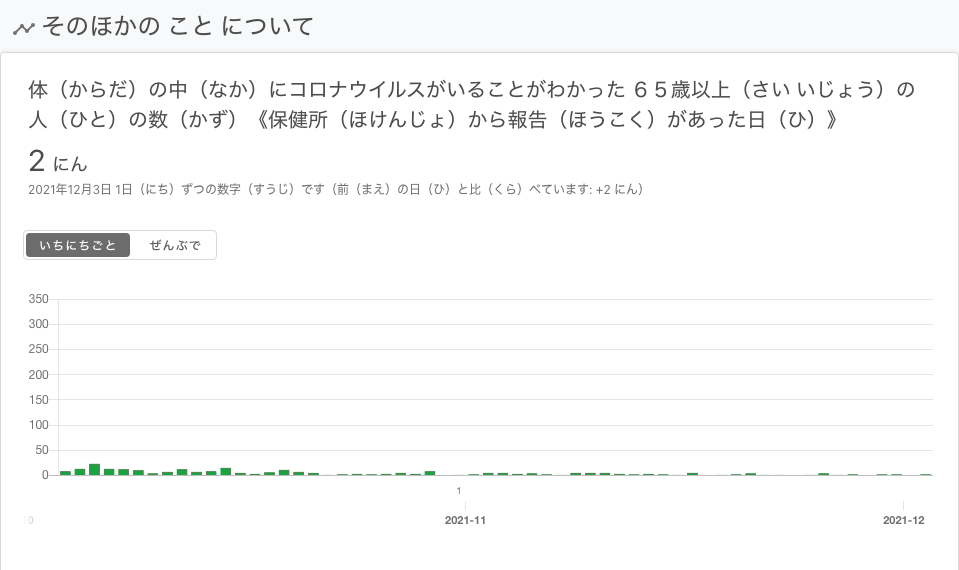 そのほかの こと について
体（からだ）の中（なか）にコロナウイルスがいることがわかった ６５歳以上（さい いじょう）の
人（ひと）の数（かず）《保健所（ほけんじょ）から報告（ほうこく）があった日（ひ）》
2 にん
2021年12月3日 1日（にち）ずつの数字（すうじ）です（前（まえ）の日（ひ）と比（くら）べています: +2 にん）
いちにちごと ぜんぶで
350
300
250
200
150
100
50
0
1
0 2021-11 2021-12